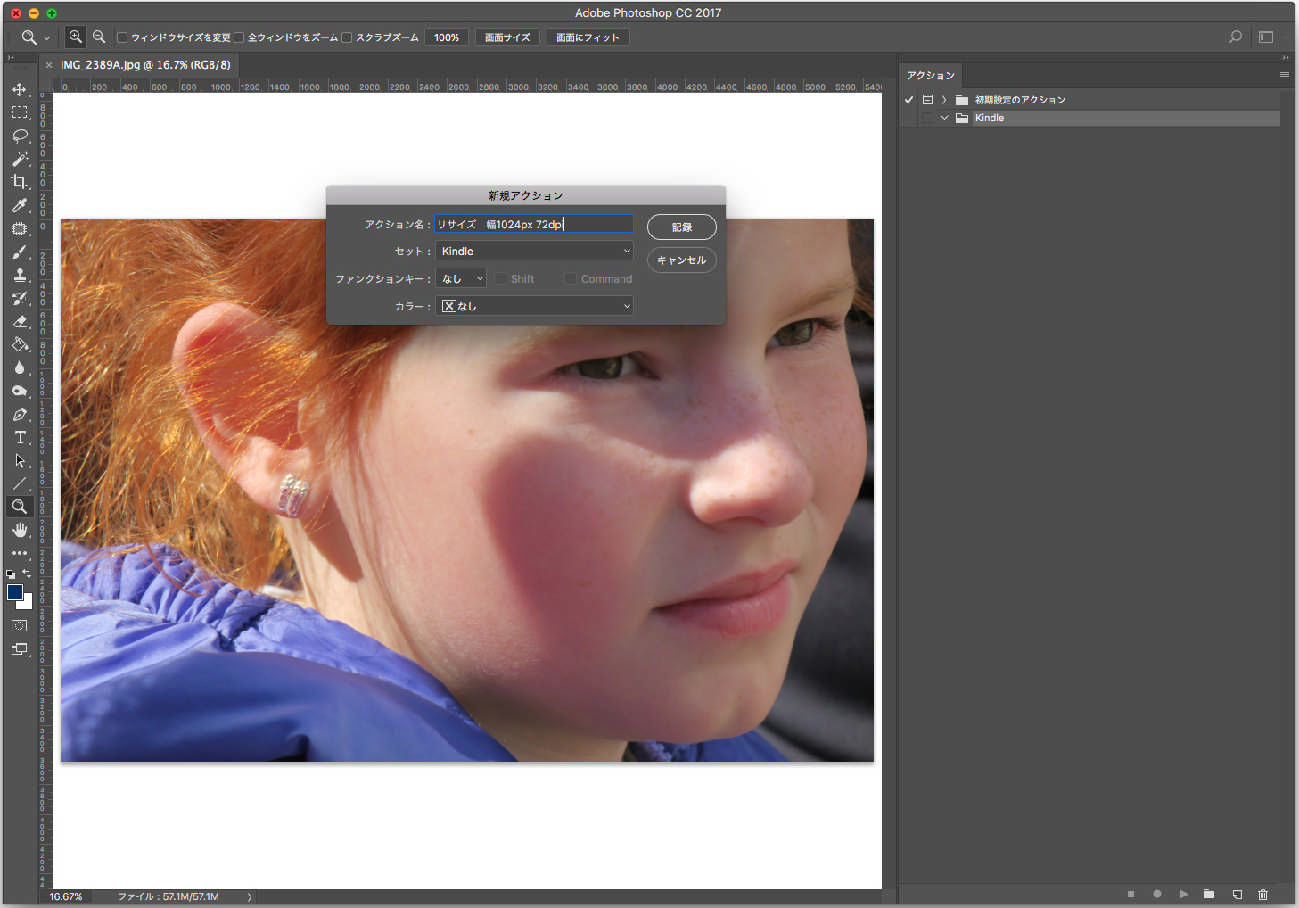 Adobe Photoshop CC 2017
ウィンドウサイズを変更 全ウィンドウをズーム スクラブズーム 100% 画面サイズ 画面にフィット
IMG_2389A.jpg @ 16.7% (RGB/8)
0 200 400 600 800 1000 1200 1400 1600 1800 2000 2200 2400 2600 2800 3000 3200 3400 3600 3800 4000 4200 4400 4600 4800 5000 5200 5400
アクション
初期設定のアクション
Kindle
新規アクション
アクション名： リサイズ 幅1024px 72dpi
記録
セット： Kindle
キャンセル
ファンクションキー： なし Shift Command
カラー： なし
16.67% ファイル：57.1M/57.1M